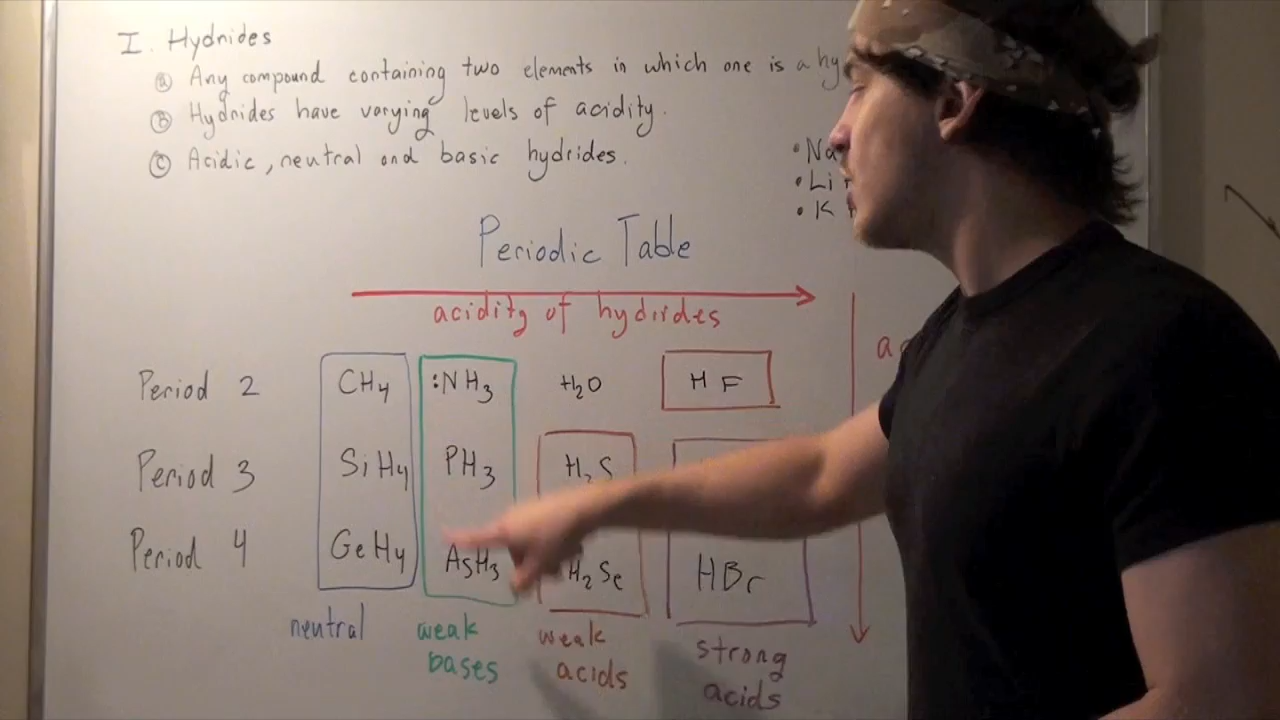 I. Hydrides
A Any compound containing two elements in which one is a hy
B Hydrides have varying levels of acidity.
C Acidic, neutral and basic hydrides.
• Na
• Li
• K
Periodic Table
acidity of hydirdes
Period 2 CH4 :NH3 H2O HF
Period 3 SiH4 PH3 H2S
Period 4 GeH4 AsH3 H2Se HBr
neutral weak bases weak acids strong acids